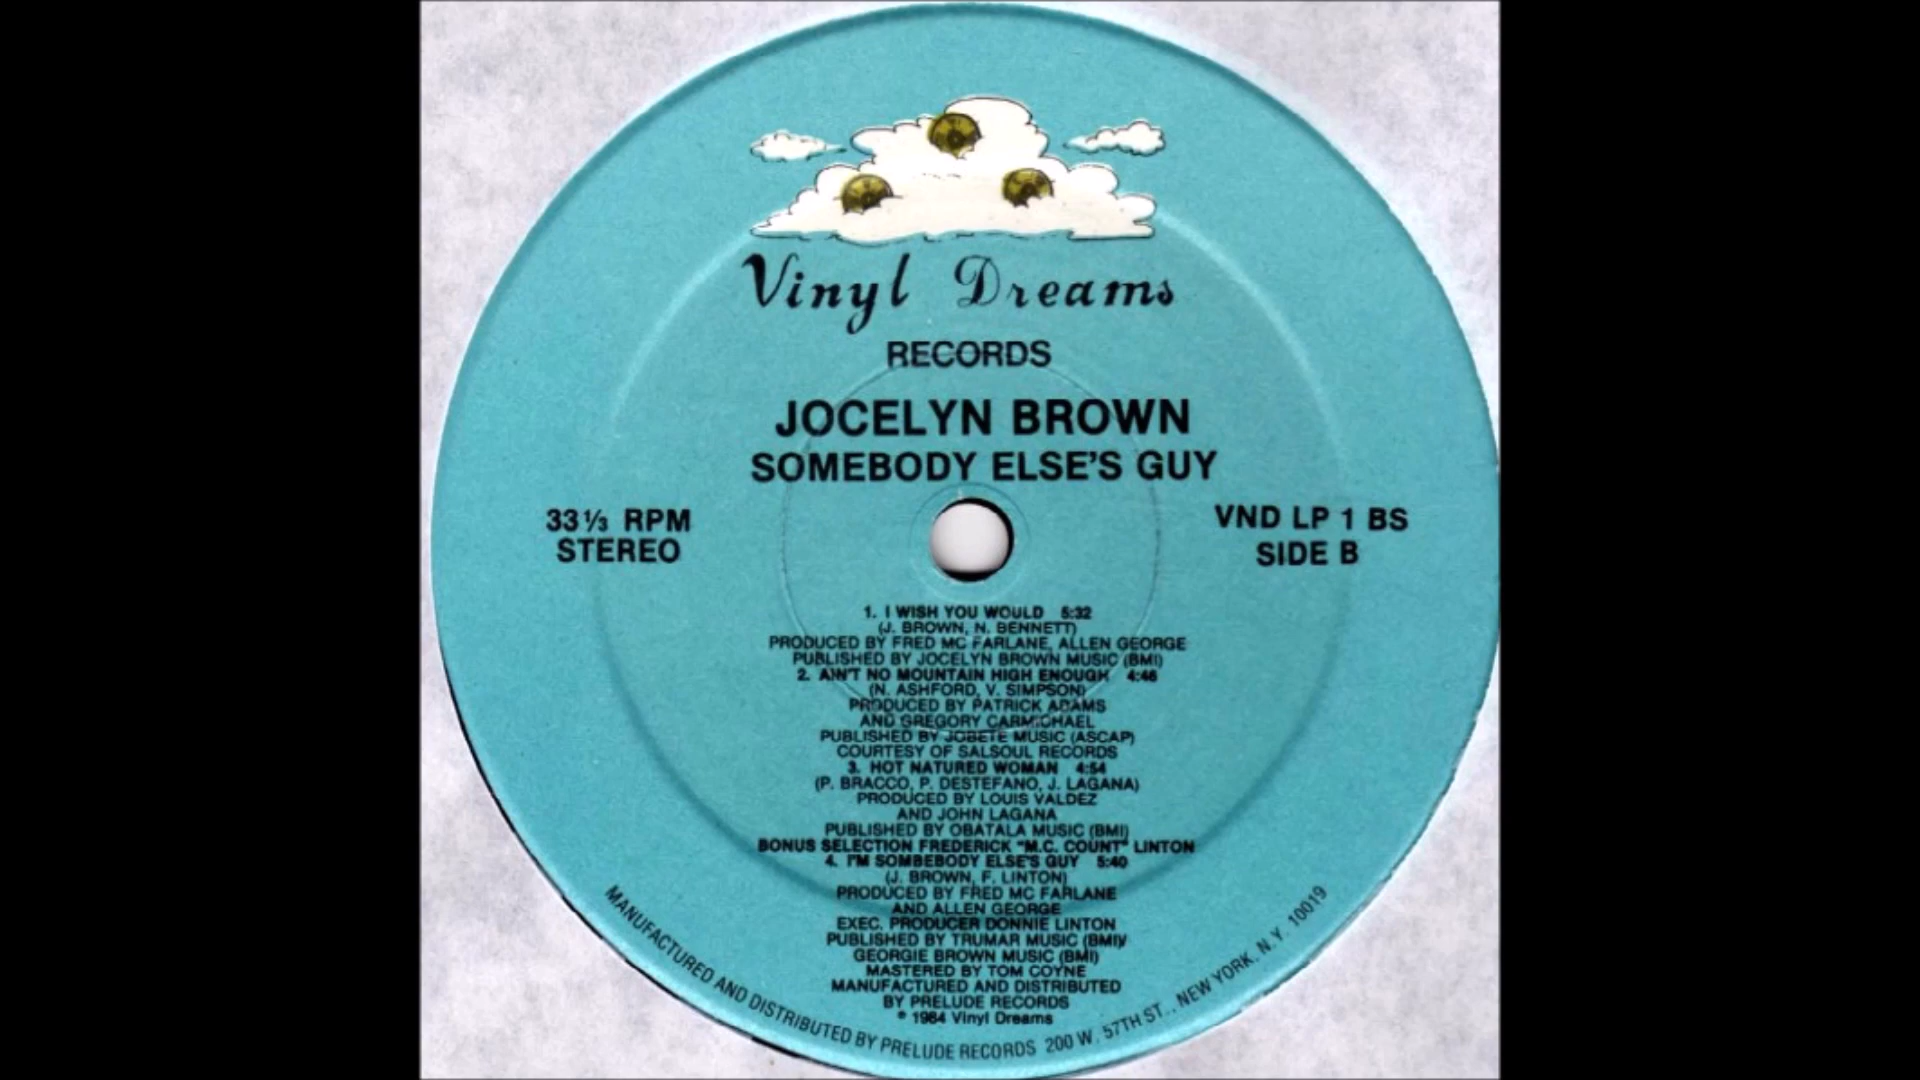 Vinyl Dreams
RECORDS
JOCELYN BROWN
SOMEBODY ELSE'S GUY
33⅓ RPM
STEREO
VND LP 1 BS
SIDE B
1. I WISH YOU WOULD 5:32
(J. BROWN, N. BENNETT)
PRODUCED BY FRED MC FARLANE, ALLEN GEORGE
PUBLISHED BY JOCELYN BROWN MUSIC (BMI)
2. AIN'T NO MOUNTAIN HIGH ENOUGH 4:46
(N. ASHFORD, V. SIMPSON)
PRODUCED BY PATRICK ADAMS
AND GREGORY CARMICHAEL
PUBLISHED BY JOBETE MUSIC (ASCAP)
COURTESY OF SALSOUL RECORDS
3. HOT NATURED WOMAN 4:54
(P. BRACCO, P. DESTEFANO, J. LAGANA)
PRODUCED BY LOUIS VALDEZ
AND JOHN LAGANA
PUBLISHED BY OBATALA MUSIC (BMI)
BONUS SELECTION FREDERICK "M.C. COUNT" LINTON
4. I'M SOMBEBODY ELSE'S GUY 5:40
(J. BROWN, F. LINTON)
PRODUCED BY FRED MC FARLANE
AND ALLEN GEORGE
EXEC. PRODUCER DONNIE LINTON
PUBLISHED BY TRUMAR MUSIC (BMI)/
GEORGIE BROWN MUSIC (BMI)
MASTERED BY TOM COYNE
MANUFACTURED AND DISTRIBUTED
BY PRELUDE RECORDS
℗ 1984 Vinyl Dreams
MANUFACTURED AND DISTRIBUTED BY PRELUDE RECORDS 200 W. 57TH ST., NEW YORK, N.Y. 10019